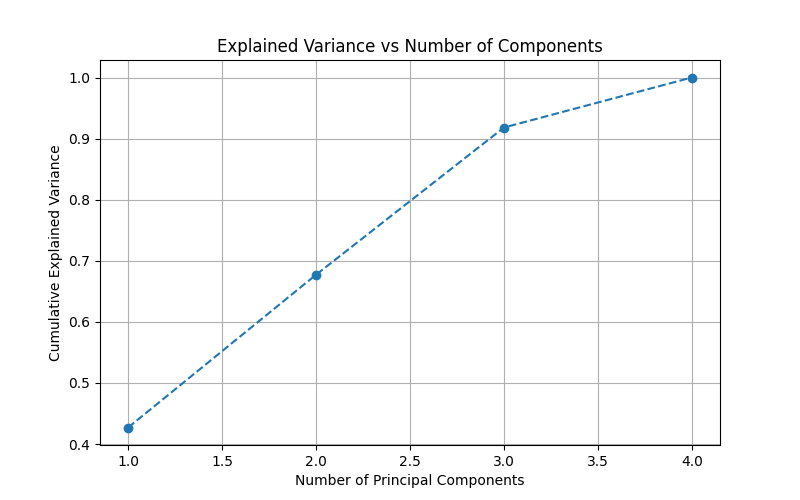 Explained Variance vs Number of Components
Cumulative Explained Variance
1.0
0.9
0.8
0.7
0.6
0.5
0.4
1.0 1.5 2.0 2.5 3.0 3.5 4.0
Number of Principal Components